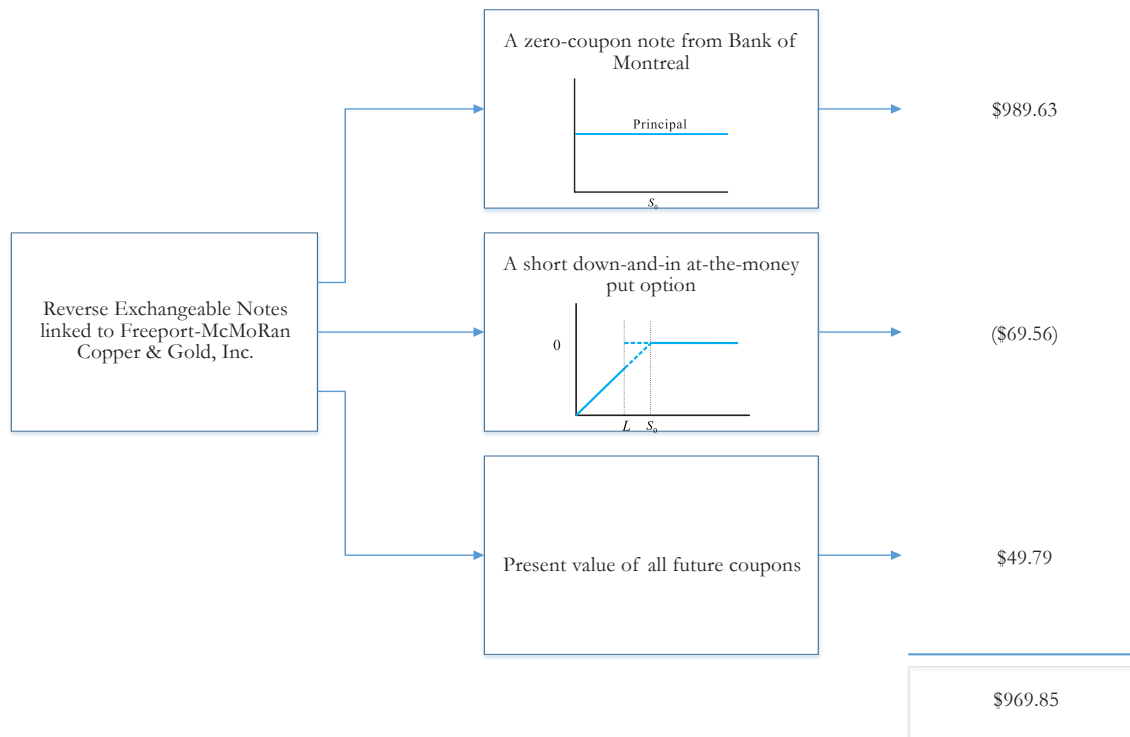 A zero-coupon note from Bank of
Montreal
Principal
S₀
$989.63
Reverse Exchangeable Notes
linked to Freeport-McMoRan
Copper & Gold, Inc.
A short down-and-in at-the-money
put option
0
L S₀
($69.56)
Present value of all future coupons
$49.79
$969.85